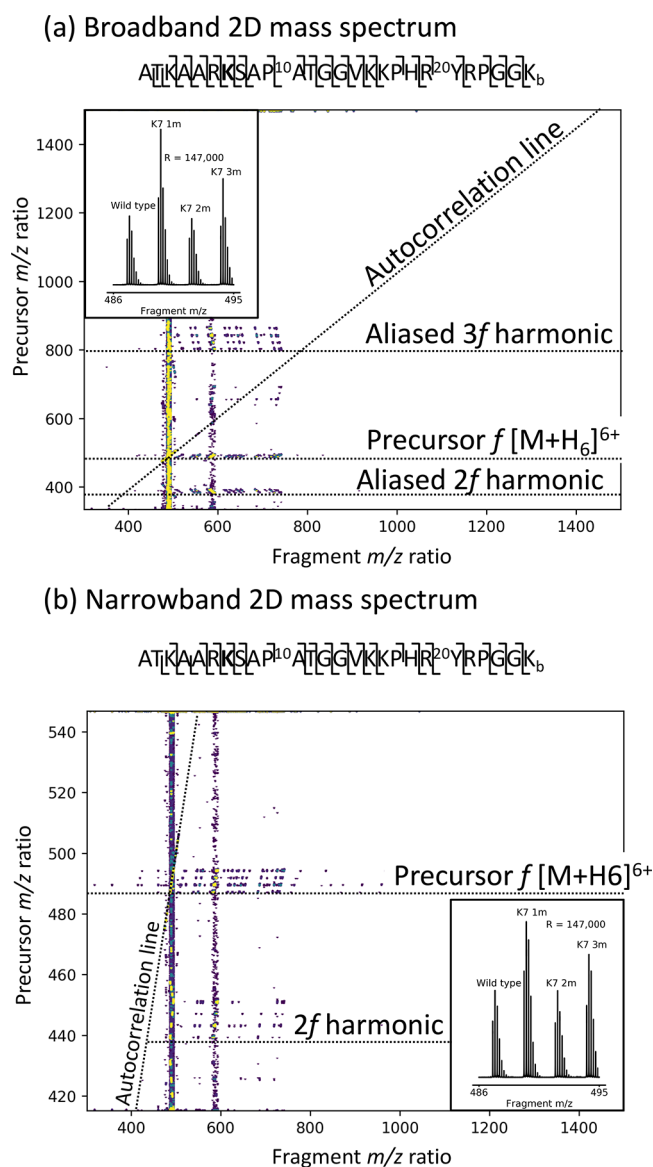 (a) Broadband 2D mass spectrum
ATKAARKSAP10ATGGVKKPHR20YRPGGKb
1400
1200
1000
800
600
400
Precursor m/z ratio
K7 1m
R = 147,000
K7 3m
Wild type
K7 2m
486
495
Fragment m/z
Autocorrelation line
Aliased 3f harmonic
Precursor f [M+H6]6+
Aliased 2f harmonic
400 600 800 1000 1200 1400
Fragment m/z ratio
(b) Narrowband 2D mass spectrum
ATKAARKSAP10ATGGVKKPHR20YRPGGKb
540
520
500
480
460
440
420
Precursor m/z ratio
Precursor f [M+H6]6+
Autocorrelation line
2f harmonic
K7 1m
R = 147,000
K7 3m
Wild type
K7 2m
486
495
Fragment m/z
400 600 800 1000 1200 1400
Fragment m/z ratio